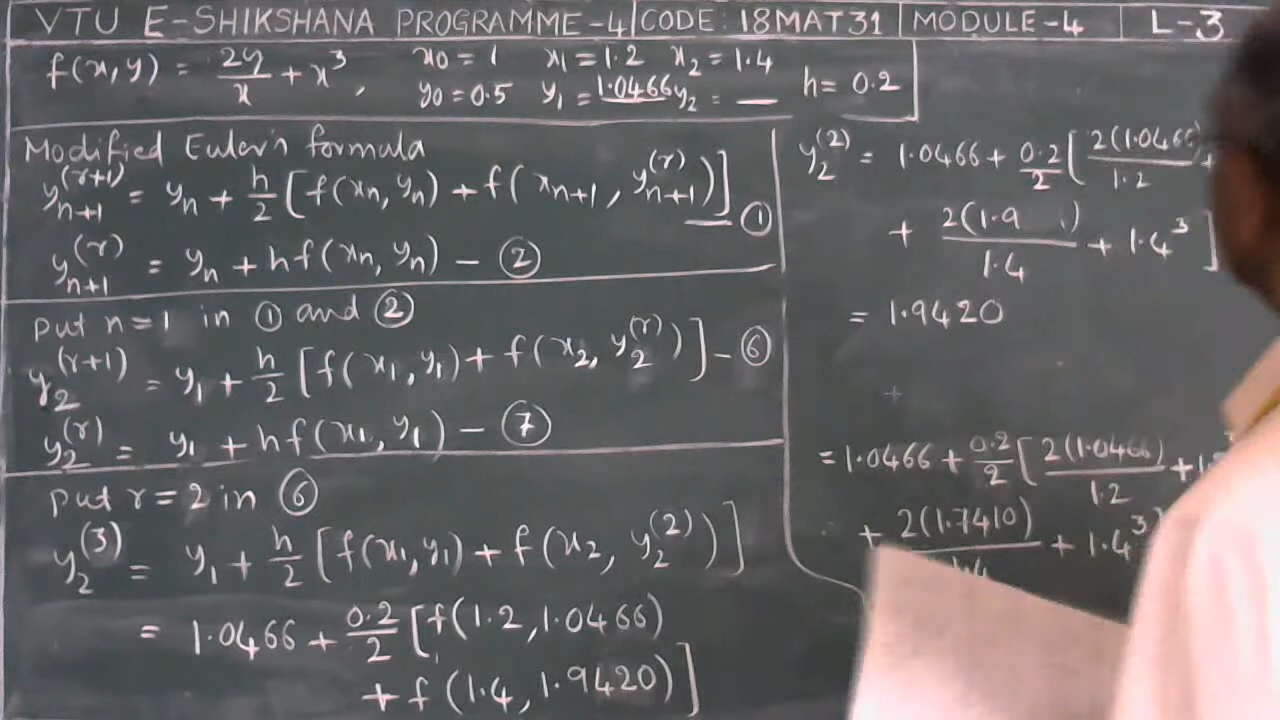 VTU E-SHIKSHANA PROGRAMME-4 | CODE: 18MAT31 | MODULE-4 | L-3
f(x,y) = 2y/x + x³, x0 = 1 x1 = 1.2 x2 = 1.4
y0 = 0.5 y1 = 1.0466 y2 = __ h = 0.2
Modified Euler's formula
y_{n+1}^{(r+1)} = y_n + h/2 [f(x_n, y_n) + f(x_{n+1}, y_{n+1}^{(r)})] — ①
y_{n+1}^{(r)} = y_n + hf(x_n, y_n) — ②
put n=1 in ① and ②
y_2^{(r+1)} = y_1 + h/2 [f(x_1, y_1) + f(x_2, y_2^{(r)})] — ⑥
y_2^{(r)} = y_1 + hf(x_1, y_1) — ⑦
put r=2 in ⑥
y_2^{(3)} = y_1 + h/2 [f(x_1, y_1) + f(x_2, y_2^{(2)})]
= 1.0466 + 0.2/2 [f(1.2, 1.0466)
+ f(1.4, 1.9420)]
y_2^{(2)} = 1.0466 + 0.2/2 [2(1.0466)/1.2 +
+ 2(1.9 )/1.4 + 1.4³]
= 1.9420
= 1.0466 + 0.2/2 [2(1.0466)/1.2 +
+ 2(1.7410)/1.4 + 1.4³]